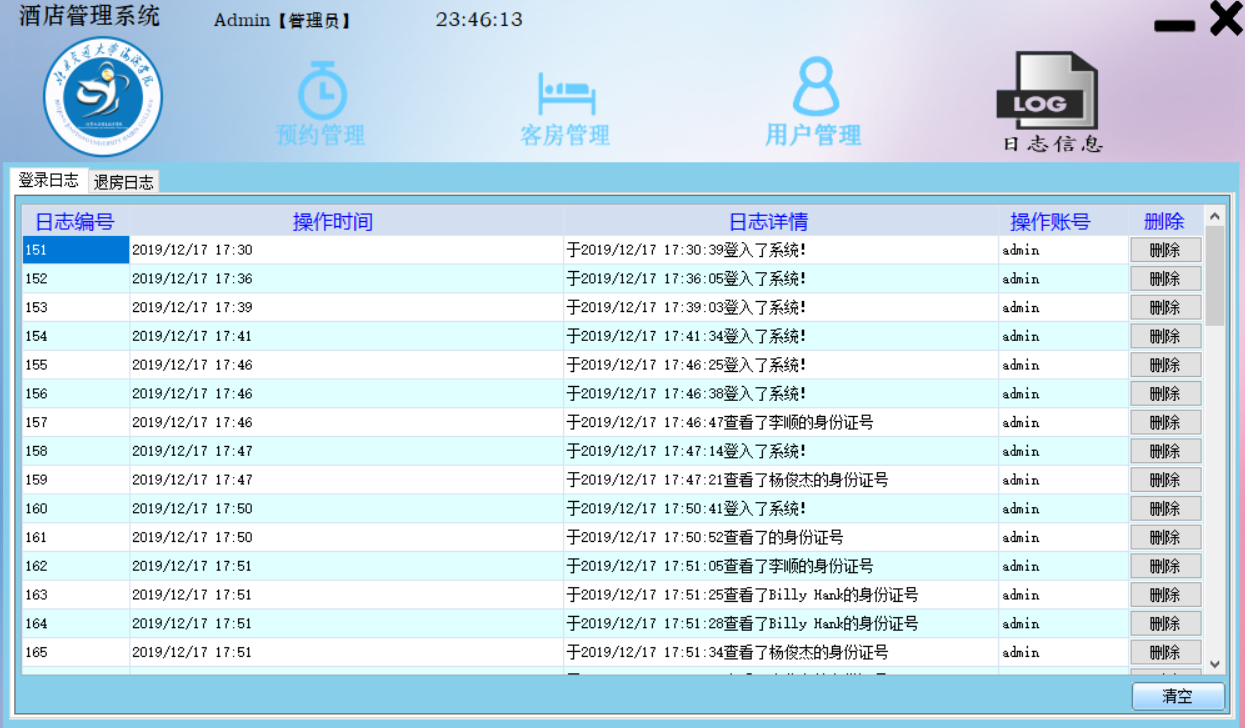 酒店管理系统 Admin【管理员】 23:46:13
北京交通大学海滨学院
预约管理 客房管理 用户管理 LOG 日志信息
登录日志 退房日志
日志编号 操作时间 日志详情 操作账号 删除
151 2019/12/17 17:30 于2019/12/17 17:30:39登入了系统! admin 删除
152 2019/12/17 17:36 于2019/12/17 17:36:05登入了系统! admin 删除
153 2019/12/17 17:39 于2019/12/17 17:39:03登入了系统! admin 删除
154 2019/12/17 17:41 于2019/12/17 17:41:34登入了系统! admin 删除
155 2019/12/17 17:46 于2019/12/17 17:46:25登入了系统! admin 删除
156 2019/12/17 17:46 于2019/12/17 17:46:38登入了系统! admin 删除
157 2019/12/17 17:46 于2019/12/17 17:46:47查看了李顺的身份证号 admin 删除
158 2019/12/17 17:47 于2019/12/17 17:47:14登入了系统! admin 删除
159 2019/12/17 17:47 于2019/12/17 17:47:21查看了杨俊杰的身份证号 admin 删除
160 2019/12/17 17:50 于2019/12/17 17:50:41登入了系统! admin 删除
161 2019/12/17 17:50 于2019/12/17 17:50:52查看了的身份证号 admin 删除
162 2019/12/17 17:51 于2019/12/17 17:51:05查看了李顺的身份证号 admin 删除
163 2019/12/17 17:51 于2019/12/17 17:51:25查看了Billy Hank的身份证号 admin 删除
164 2019/12/17 17:51 于2019/12/17 17:51:28查看了Billy Hank的身份证号 admin 删除
165 2019/12/17 17:51 于2019/12/17 17:51:34查看了杨俊杰的身份证号 admin 删除
清空